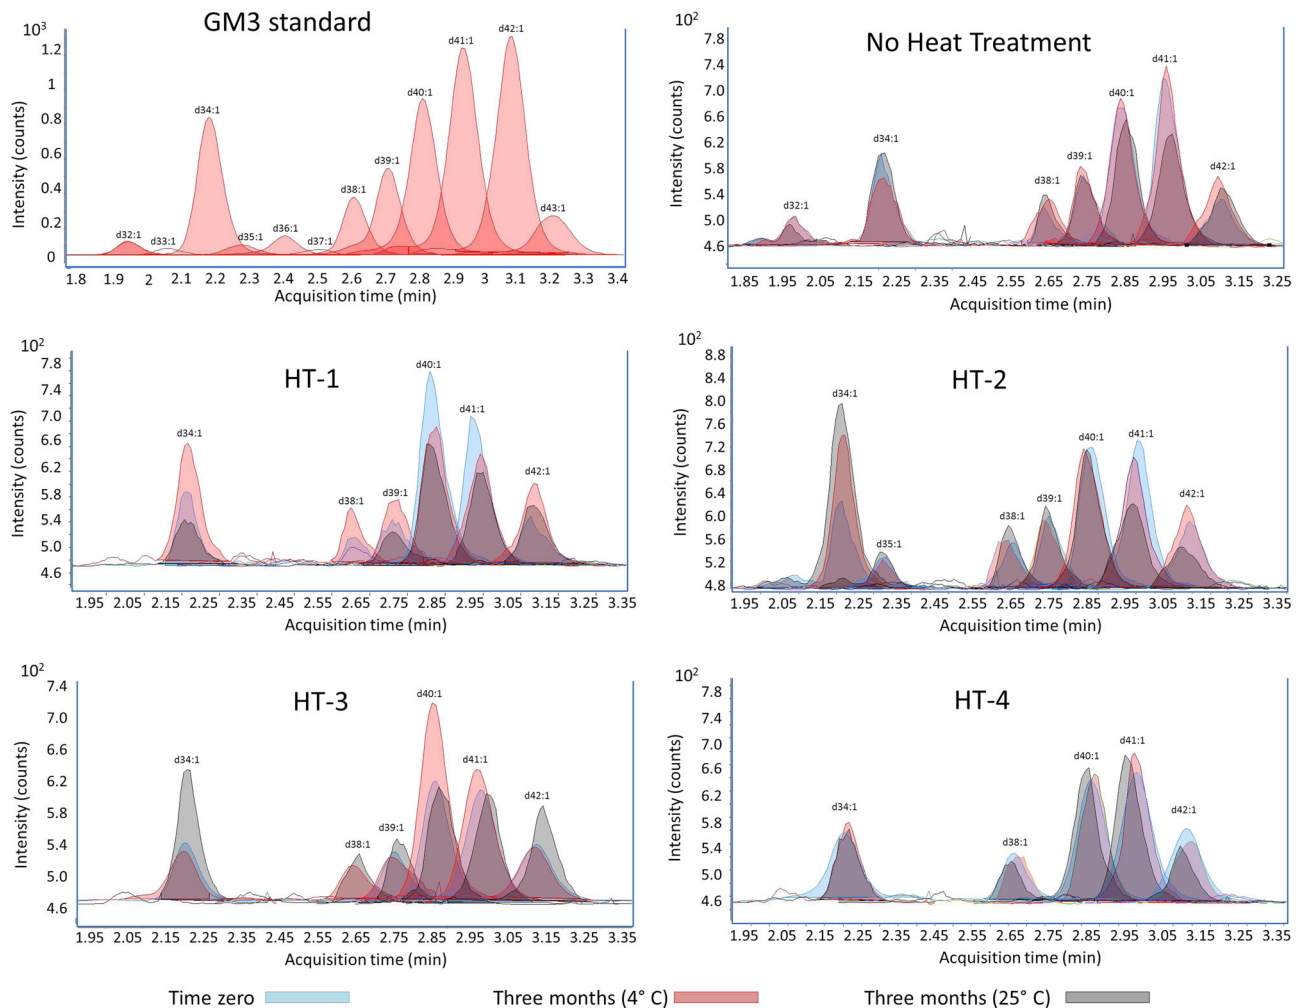 GM3 standard
10³
Intensity (counts)
1.2
1
0.8
0.6
0.4
0.2
0
d32:1
d33:1
d34:1
d35:1
d36:1
d37:1
d38:1
d39:1
d40:1
d41:1
d42:1
d43:1
1.8 1.9 2 2.1 2.2 2.3 2.4 2.5 2.6 2.7 2.8 2.9 3 3.1 3.2 3.3 3.4
Acquisition time (min)
No Heat Treatment
10²
Intensity (counts)
7.8
7.4
7.0
6.6
6.2
5.8
5.4
5.0
4.6
d32:1
d34:1
d38:1
d39:1
d40:1
d41:1
d42:1
1.85 1.95 2.05 2.15 2.25 2.35 2.45 2.55 2.65 2.75 2.85 2.95 3.05 3.15 3.25
Acquisition time (min)
HT-1
10²
Intensity (counts)
7.8
7.4
7.0
6.6
6.2
5.8
5.4
5.0
4.6
d34:1
d38:1
d39:1
d40:1
d41:1
d42:1
1.95 2.05 2.15 2.25 2.35 2.45 2.55 2.65 2.75 2.85 2.95 3.05 3.15 3.25 3.35
Acquisition time (min)
HT-2
10²
Intensity (counts)
8.8
8.4
8.0
7.6
7.2
6.8
6.4
6.0
5.6
5.2
4.8
d34:1
d35:1
d38:1
d39:1
d40:1
d41:1
d42:1
1.95 2.05 2.15 2.25 2.35 2.45 2.55 2.65 2.75 2.85 2.95 3.05 3.15 3.25 3.35
Acquisition time (min)
HT-3
10²
Intensity (counts)
7.4
7.0
6.6
6.2
5.8
5.4
5.0
4.6
d34:1
d38:1
d39:1
d40:1
d41:1
d42:1
1.95 2.05 2.15 2.25 2.35 2.45 2.55 2.65 2.75 2.85 2.95 3.05 3.15 3.25 3.35
Acquisition time (min)
HT-4
10²
Intensity (counts)
7.8
7.4
7.0
6.6
6.2
5.8
5.4
5.0
4.6
d34:1
d38:1
d40:1
d41:1
d42:1
1.95 2.05 2.15 2.25 2.35 2.45 2.55 2.65 2.75 2.85 2.95 3.05 3.15 3.25 3.35
Acquisition time (min)
Time zero
Three months (4° C)
Three months (25° C)